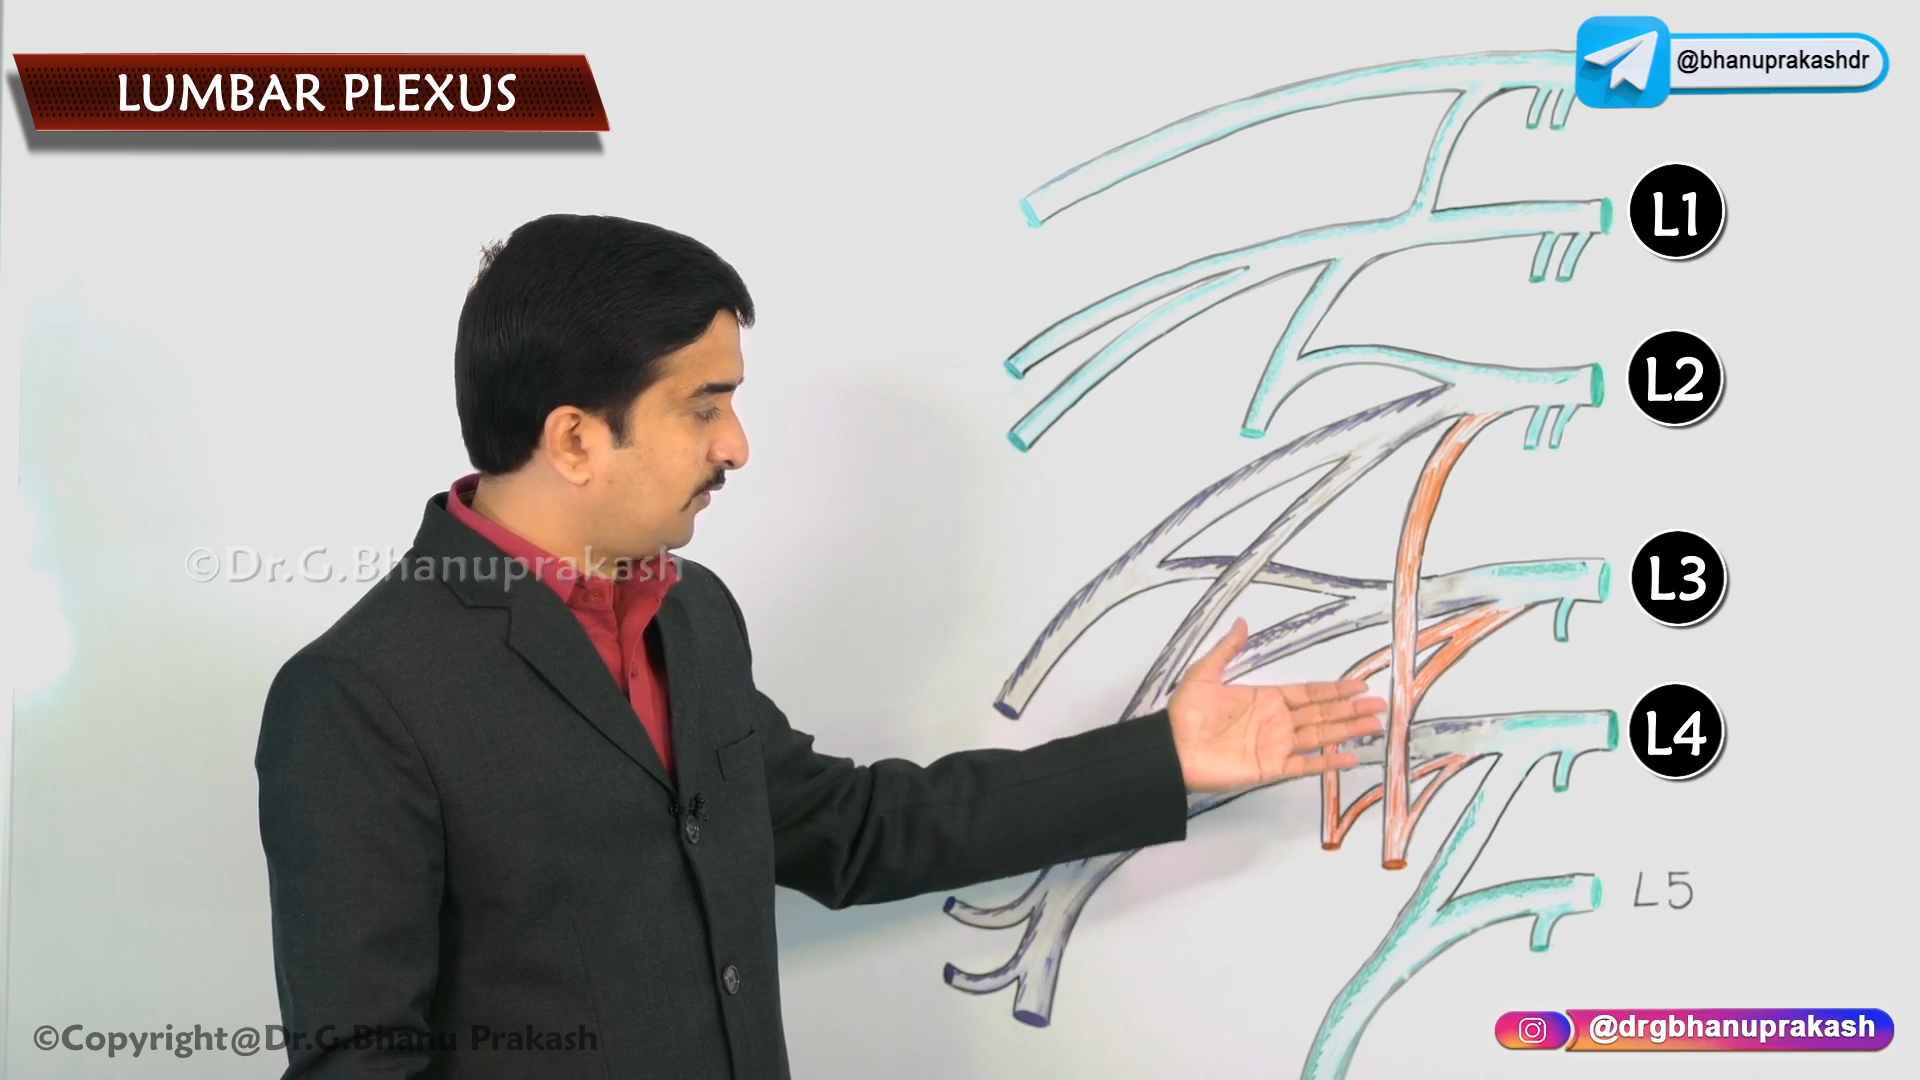 LUMBAR PLEXUS
@bhanuprakashdr
L1
L2
©Dr.G.Bhanuprakash
L3
L4
L5
@drgbhanuprakash
©Copyright@Dr.G.Bhanu Prakash